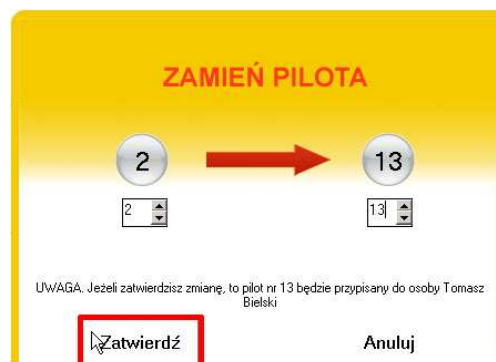 ZAMIEŃ PILOTA
2 13
2 13
UWAGA. Jeżeli zatwierdzisz zmianę, to pilot nr 13 będzie przypisany do osoby Tomasz
Bielski
Zatwierdź Anuluj